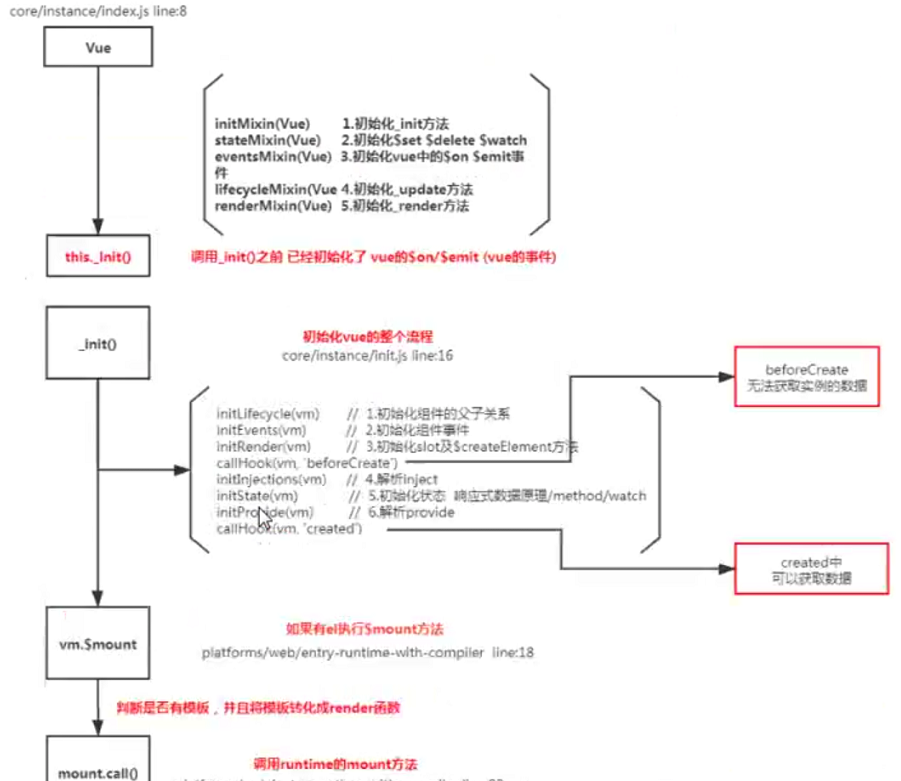 core/instance/index.js line:8
Vue
initMixin(Vue) 1.初始化_init方法
stateMixin(Vue) 2.初始化$set $delete $watch
eventsMixin(Vue) 3.初始化vue中的$on $emit事
件
lifecycleMixin(Vue 4.初始化_update方法
renderMixin(Vue) 5.初始化_render方法
this._Init()
调用_init()之前 已经初始化了 vue的$on/$emit (vue的事件)
_init()
初始化vue的整个流程
core/instance/init.js line:16
beforeCreate
无法获取实例的数据
initLifecycle(vm) // 1.初始化组件的父子关系
initEvents(vm) // 2.初始化组件事件
initRender(vm) // 3.初始化slot及$createElement方法
callHook(vm, 'beforeCreate')
initInjections(vm) // 4.解析inject
initState(vm) // 5.初始化状态 响应式数据原理/method/watch
initProvide(vm) // 6.解析provide
callHook(vm, 'created')
created中
可以获取数据
vm.$mount
如果有el执行$mount方法
platforms/web/entry-runtime-with-compiler line:18
判断是否有模板，并且将模板转化成render函数
mount.call()
调用runtime的mount方法